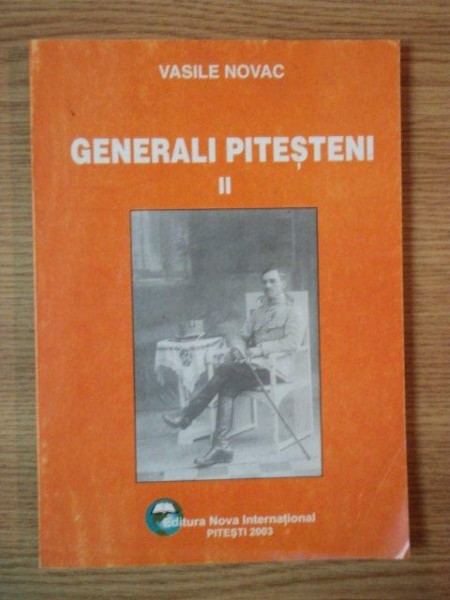 VASILE NOVAC
GENERALI PITEȘTENI
II
Editura Nova Internațional
PITEȘTI 2003